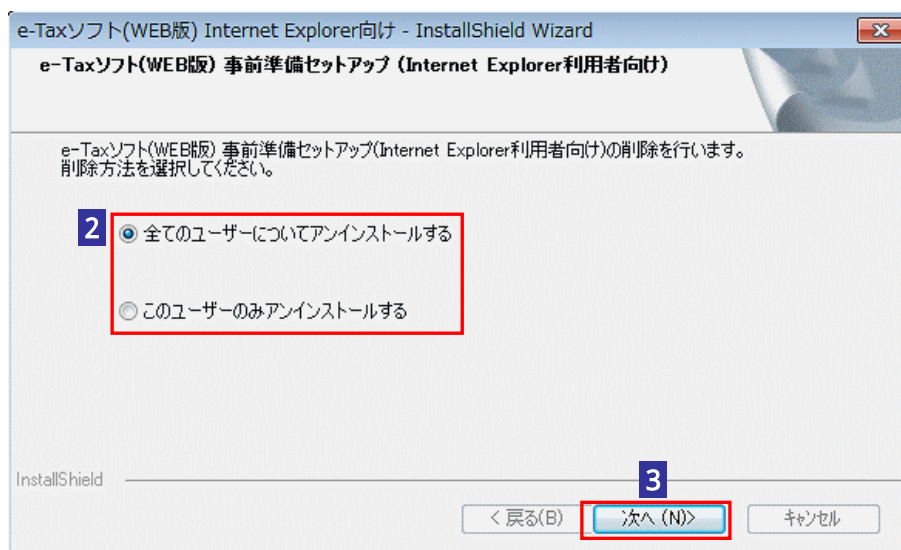 e-Taxソフト(WEB版) Internet Explorer向け - InstallShield Wizard
e-Taxソフト(WEB版) 事前準備セットアップ (Internet Explorer利用者向け)
e-Taxソフト(WEB版) 事前準備セットアップ(Internet Explorer利用者向け)の削除を行います。
削除方法を選択してください。
2
全てのユーザーについてアンインストールする
このユーザーのみアンインストールする
InstallShield
3
< 戻る(B)
次へ (N)>
キャンセル